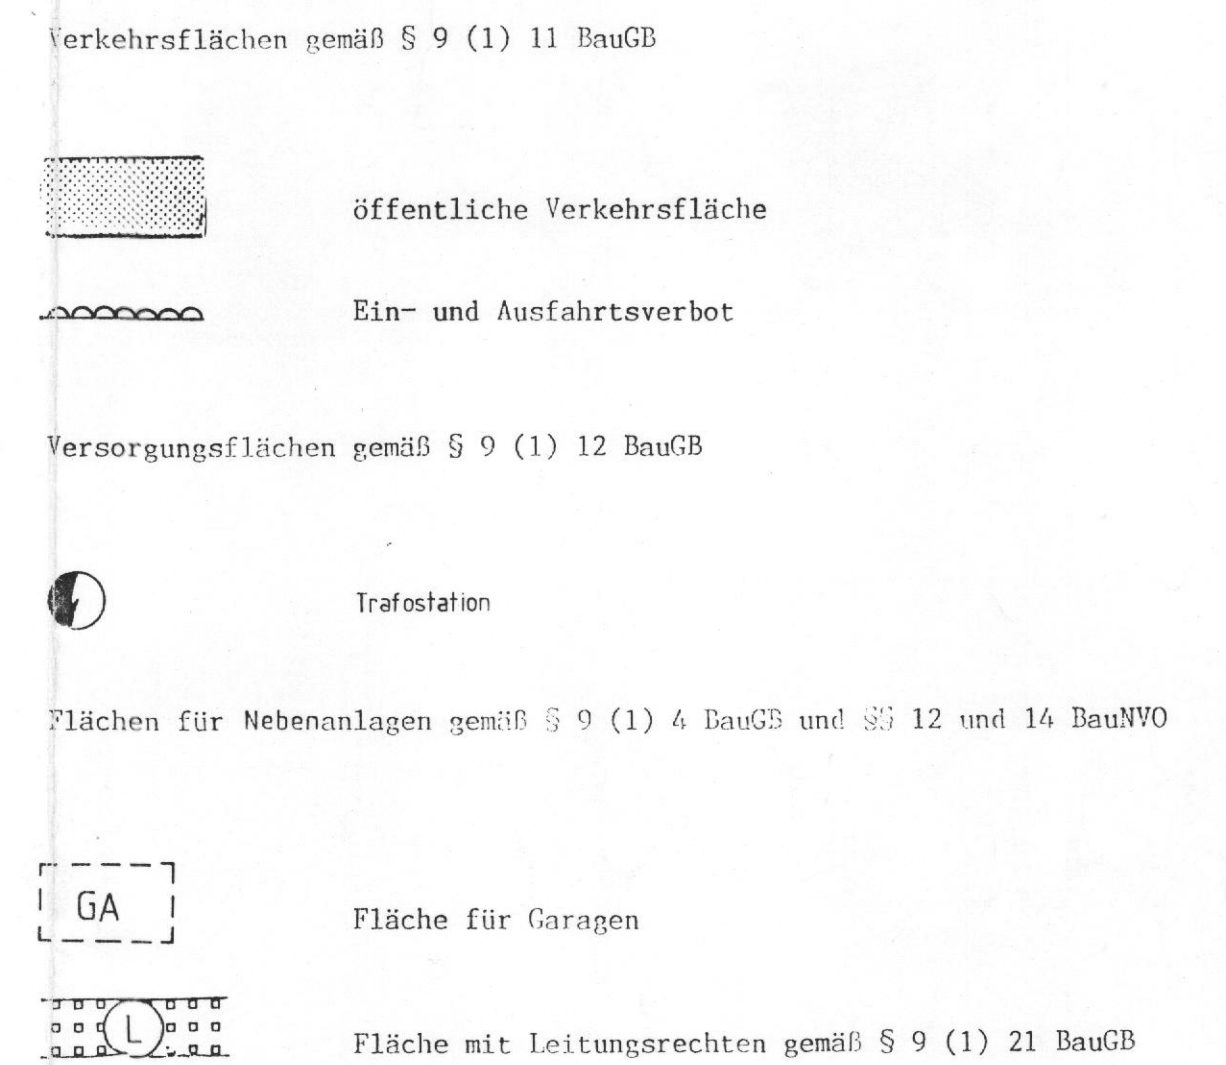 Verkehrsflächen gemäß § 9 (1) 11 BauGB
öffentliche Verkehrsfläche
Ein- und Ausfahrtsverbot
Versorgungsflächen gemäß § 9 (1) 12 BauGB
Trafostation
Flächen für Nebenanlagen gemäß § 9 (1) 4 BauGB und §§ 12 und 14 BauNVO
GA
Fläche für Garagen
L
Fläche mit Leitungsrechten gemäß § 9 (1) 21 BauGB